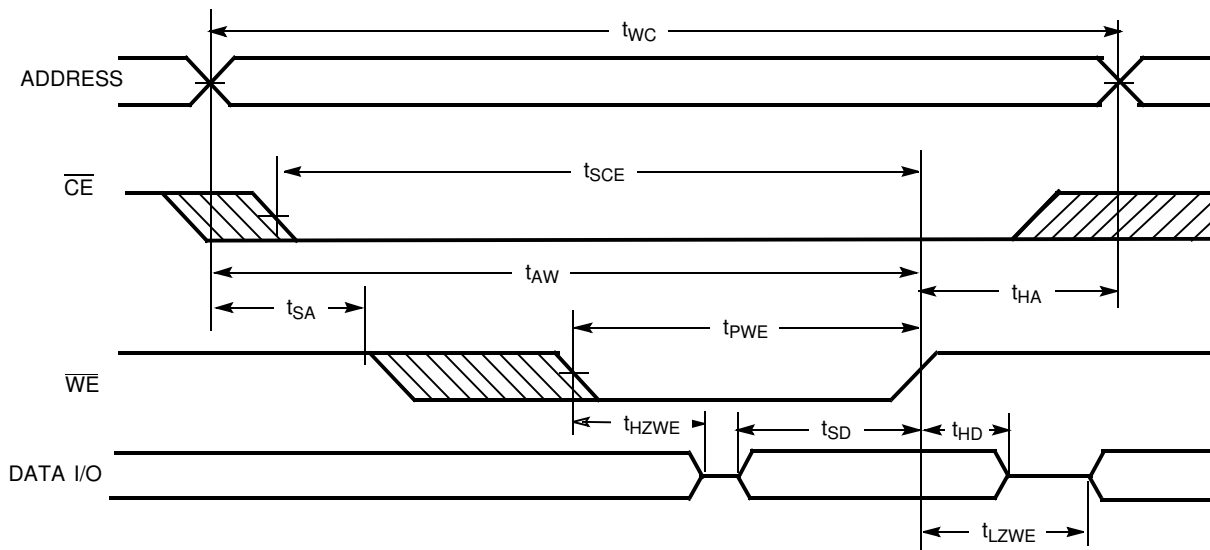 tWC
ADDRESS
tSCE
CE
tAW
tSA
tHA
tPWE
WE
tHZWE
tSD
tHD
DATA I/O
tLZWE